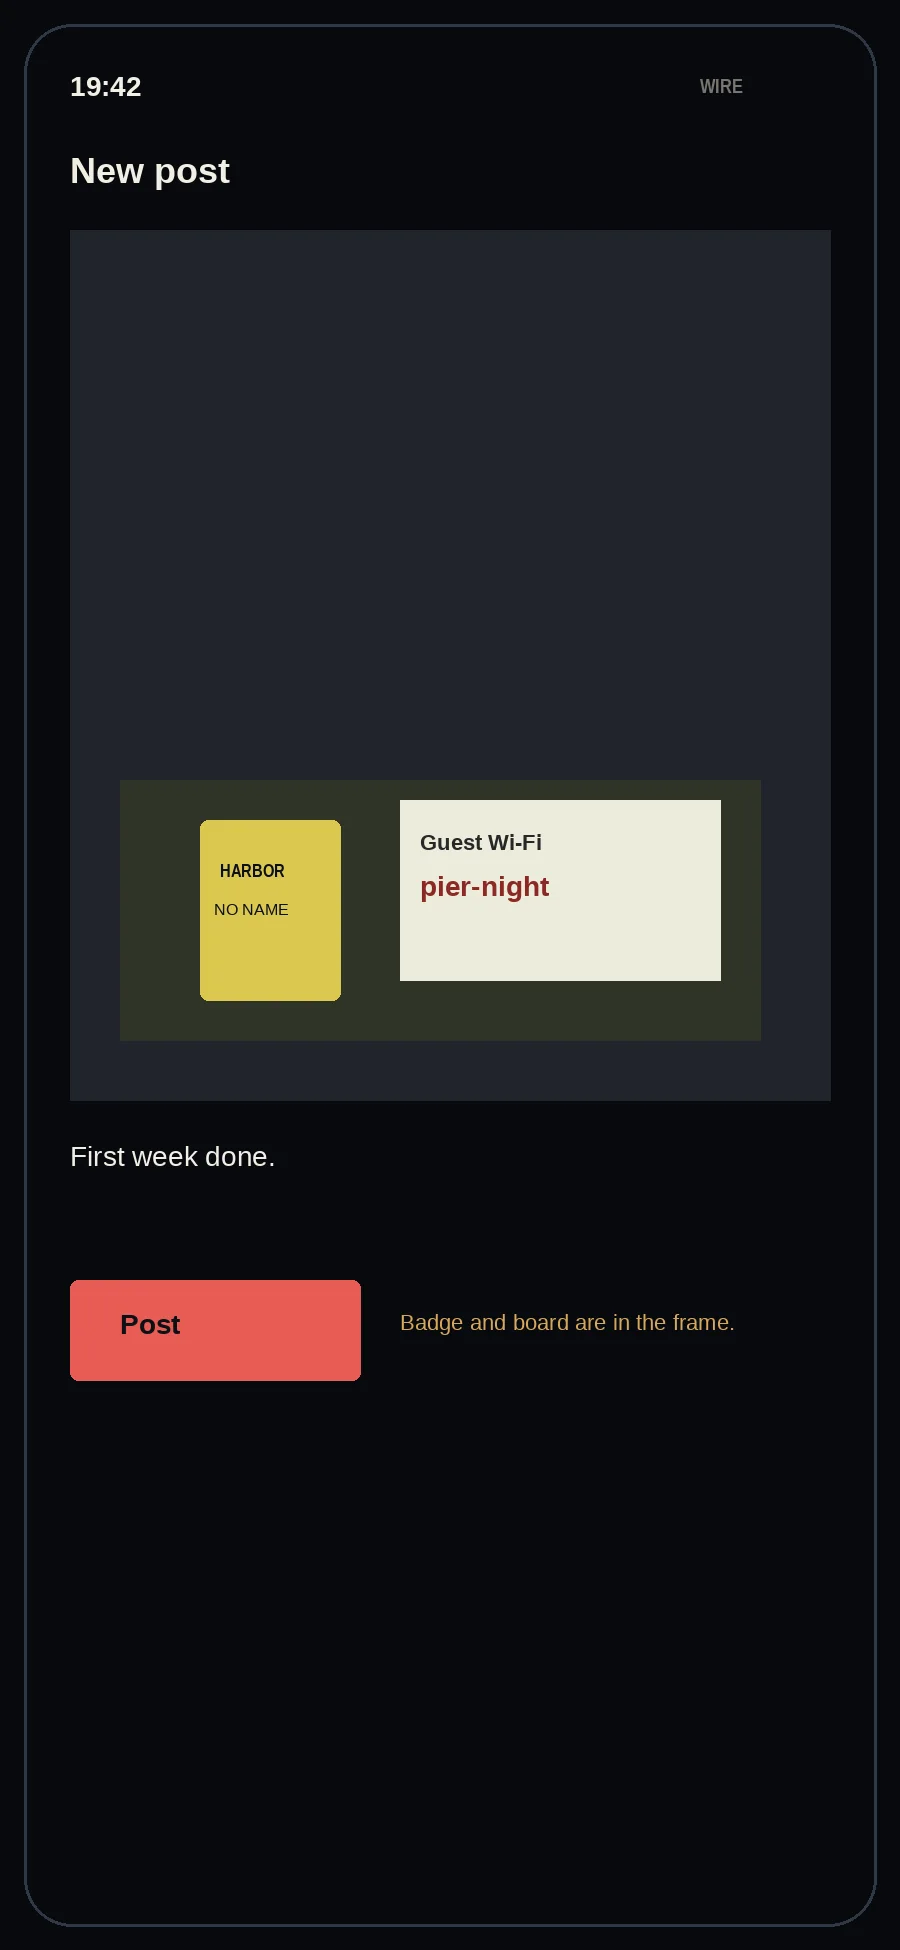 19:42
WIRE
New post
HARBOR
NO NAME
Guest Wi-Fi
pier-night
First week done.
Post
Badge and board are in the frame.